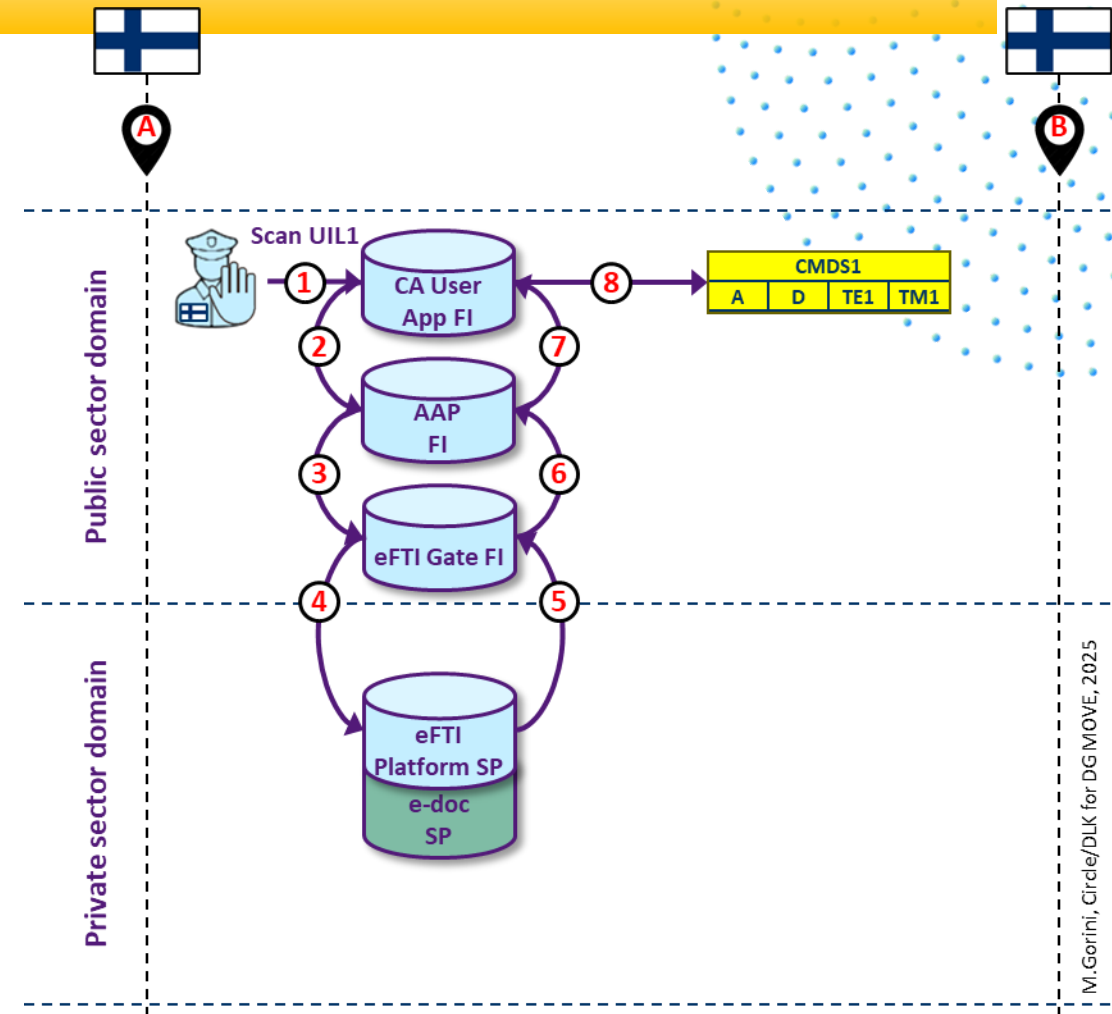 A
B
Scan UIL1
1
CA User
App FI
8
CMDS1
A D TE1 TM1
2
7
AAP
FI
3
6
eFTI Gate FI
4
5
eFTI
Platform SP
e-doc
SP
Public sector domain
Private sector domain
M.Gorini, Circle/DLK for DG MOVE, 2025